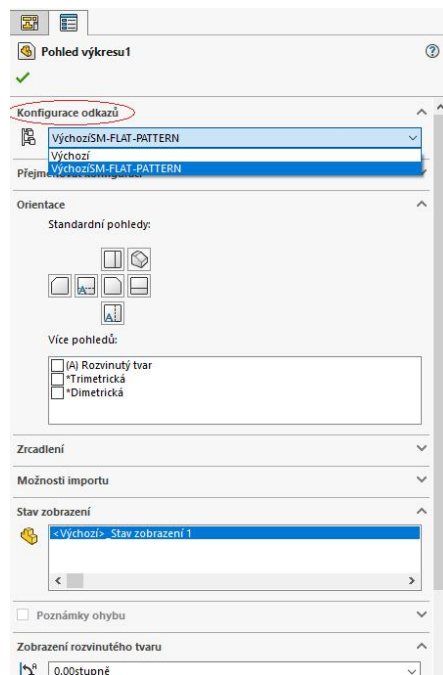 Pohled výkresu1
Konfigurace odkazů
VýchozíSM-FLAT-PATTERN
Výchozí
VýchozíSM-FLAT-PATTERN
Orientace
Standardní pohledy:
A
A
Více pohledů:
(A) Rozvinutý tvar
*Trimetrická
*Dimetrická
Zrcadlení
Možnosti importu
Stav zobrazení
<Výchozí>_Stav zobrazení 1
Poznámky ohybu
Zobrazení rozvinutého tvaru
0.00stupně